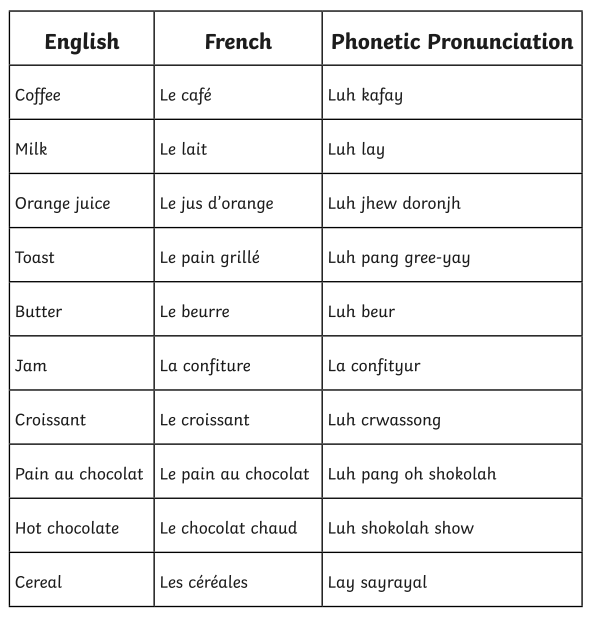 English French Phonetic Pronunciation
Coffee Le café Luh kafay
Milk Le lait Luh lay
Orange juice Le jus d’orange Luh jhew doronjh
Toast Le pain grillé Luh pang gree-yay
Butter Le beurre Luh beur
Jam La confiture La confityur
Croissant Le croissant Luh crwassong
Pain au chocolat Le pain au chocolat Luh pang oh shokolah
Hot chocolate Le chocolat chaud Luh shokolah show
Cereal Les céréales Lay sayrayal